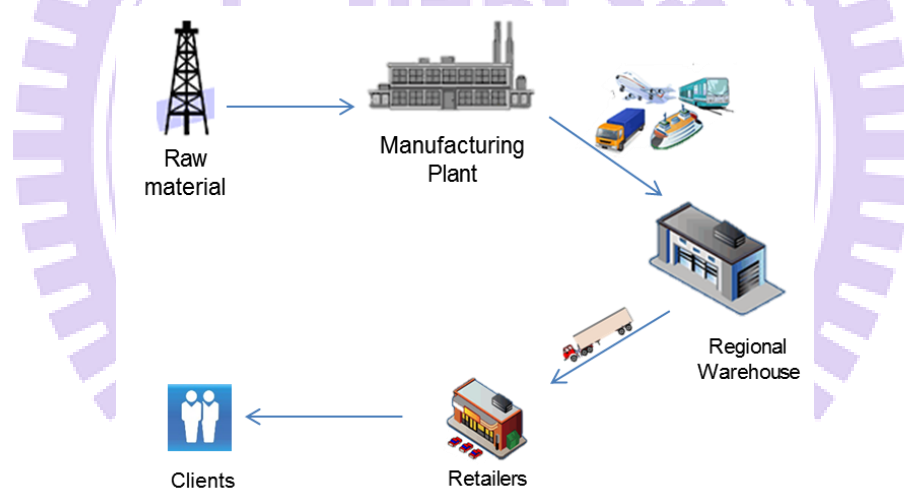 Raw
material
Manufacturing
Plant
Regional
Warehouse
Retailers
Clients